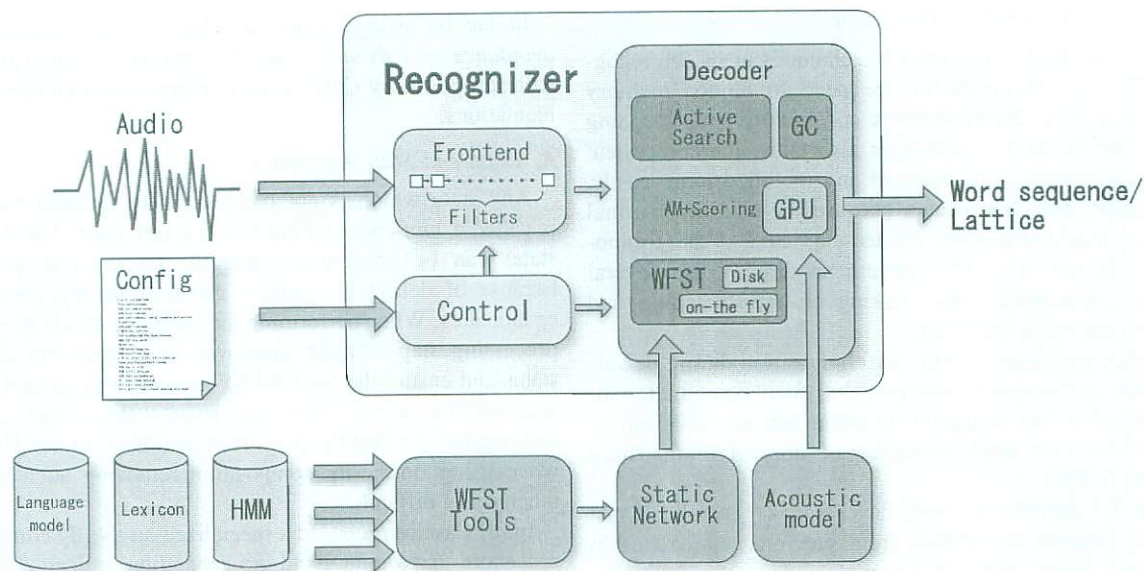 Recognizer
Decoder
Active
Search
GC
Audio
Frontend
Filters
AM+Scoring
GPU
Word sequence/
Lattice
Config
Control
WFST
Disk
on-the fly
Language
model
Lexicon
HMM
WFST
Tools
Static
Network
Acoustic
model